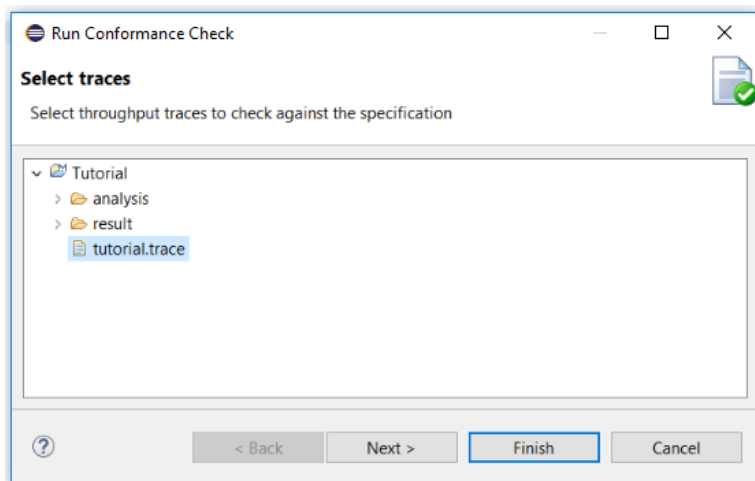 Run Conformance Check
Select traces
Select throughput traces to check against the specification
Tutorial
analysis
result
tutorial.trace
?
< Back
Next >
Finish
Cancel